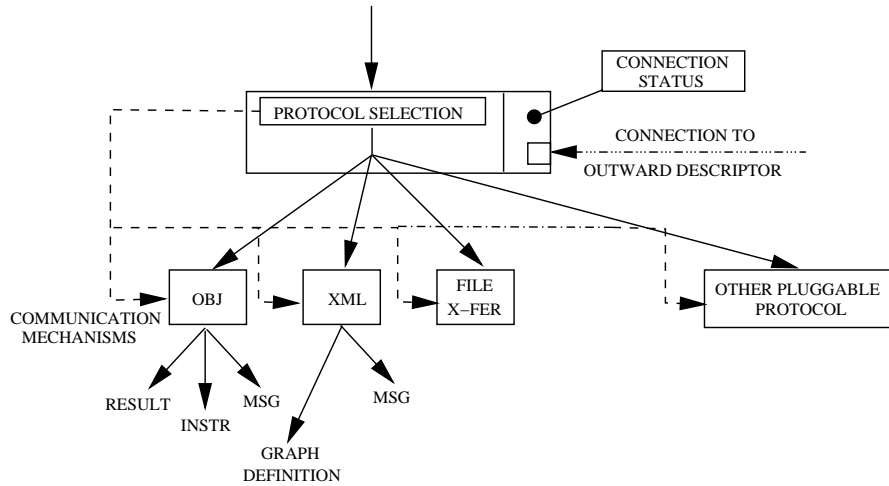 CONNECTION
STATUS
PROTOCOL SELECTION
CONNECTION TO
OUTWARD DESCRIPTOR
OBJ
XML
FILE
X-FER
OTHER PLUGGABLE
PROTOCOL
COMMUNICATION
MECHANISMS
RESULT
INSTR
MSG
MSG
GRAPH
DEFINITION